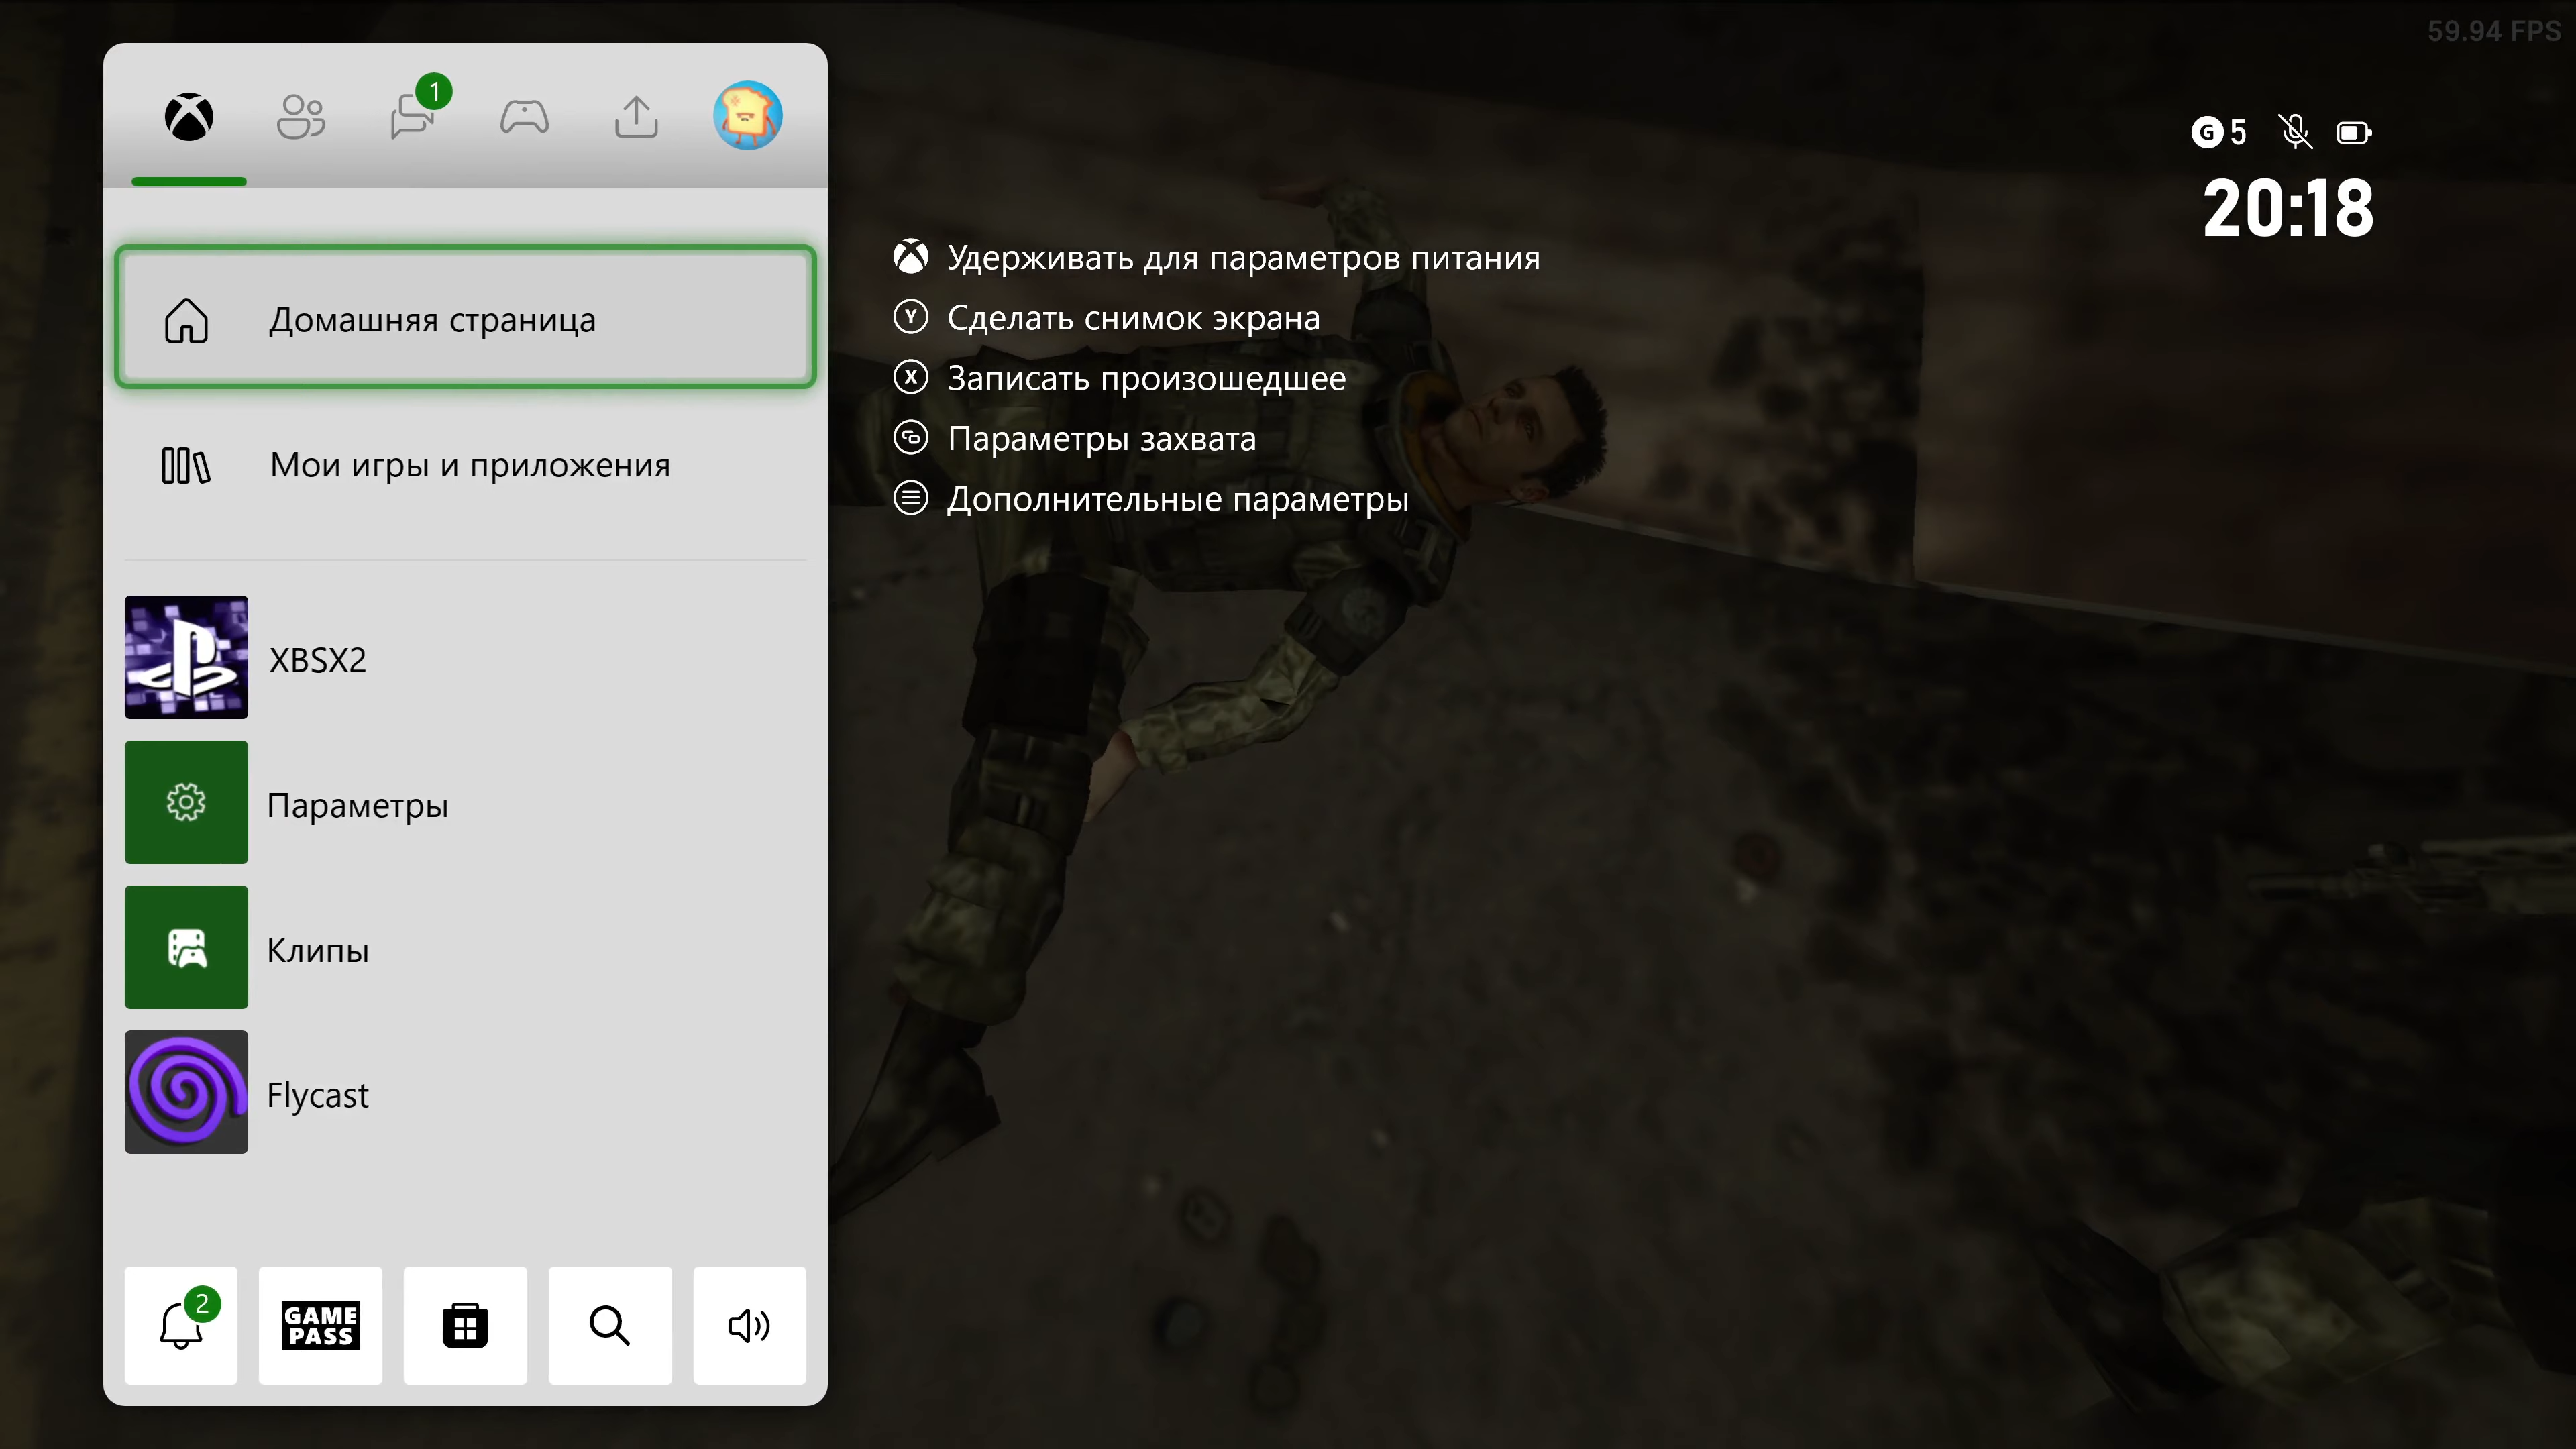 59.94 FPS
1
G 5
20:18
Удерживать для параметров питания
Y Сделать снимок экрана
X Записать произошедшее
Параметры захвата
Дополнительные параметры
Домашняя страница
Мои игры и приложения
XBSX2
Параметры
Клипы
Flycast
2
GAME
PASS